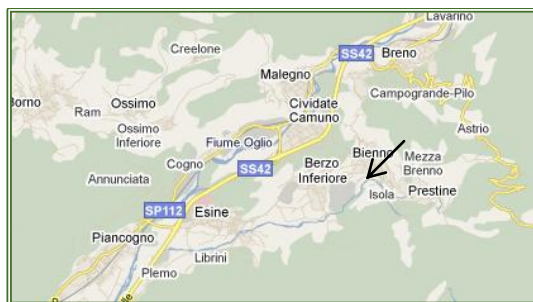 Lavarino
SS42
Breno
Creelone
Malegno
Campogrande-Pilo
Borno
Ram
Ossimo
Cividate
Camuno
Ossimo
Inferiore
Fiume Oglio
Astrio
Cogno
Bienno
Mezza
Brenno
Annunciata
SS42
Berzo
Inferiore
Isola
Prestine
SP112
Esine
Piancogno
Librini
Plemo